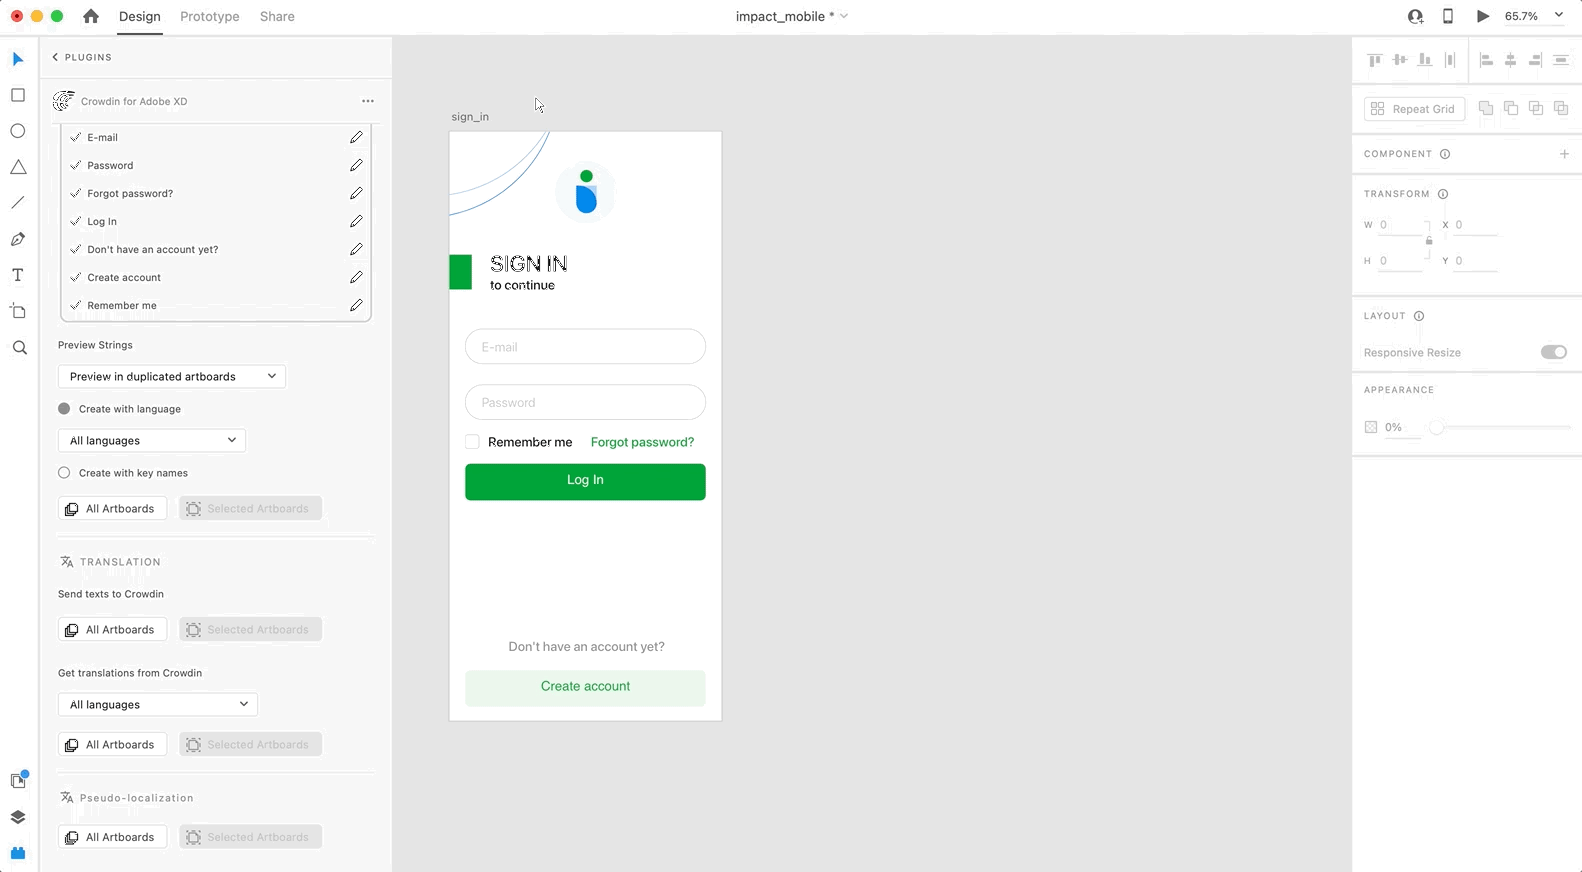 Design
Prototype
Share
impact_mobile *
65.7%
PLUGINS
Crowdin for Adobe XD
E-mail
Password
Forgot password?
Log In
Don't have an account yet?
Create account
Remember me
Preview Strings
Preview in duplicated artboards
Create with language
All languages
Create with key names
All Artboards
Selected Artboards
TRANSLATION
Send texts to Crowdin
All Artboards
Selected Artboards
Get translations from Crowdin
All languages
All Artboards
Selected Artboards
Pseudo-localization
All Artboards
Selected Artboards
sign_in
SIGN IN
to continue
E-mail
Password
Remember me
Forgot password?
Log In
Don't have an account yet?
Create account
Repeat Grid
COMPONENT
TRANSFORM
W 0 X 0
H 0 Y 0
LAYOUT
Responsive Resize
APPEARANCE
0%